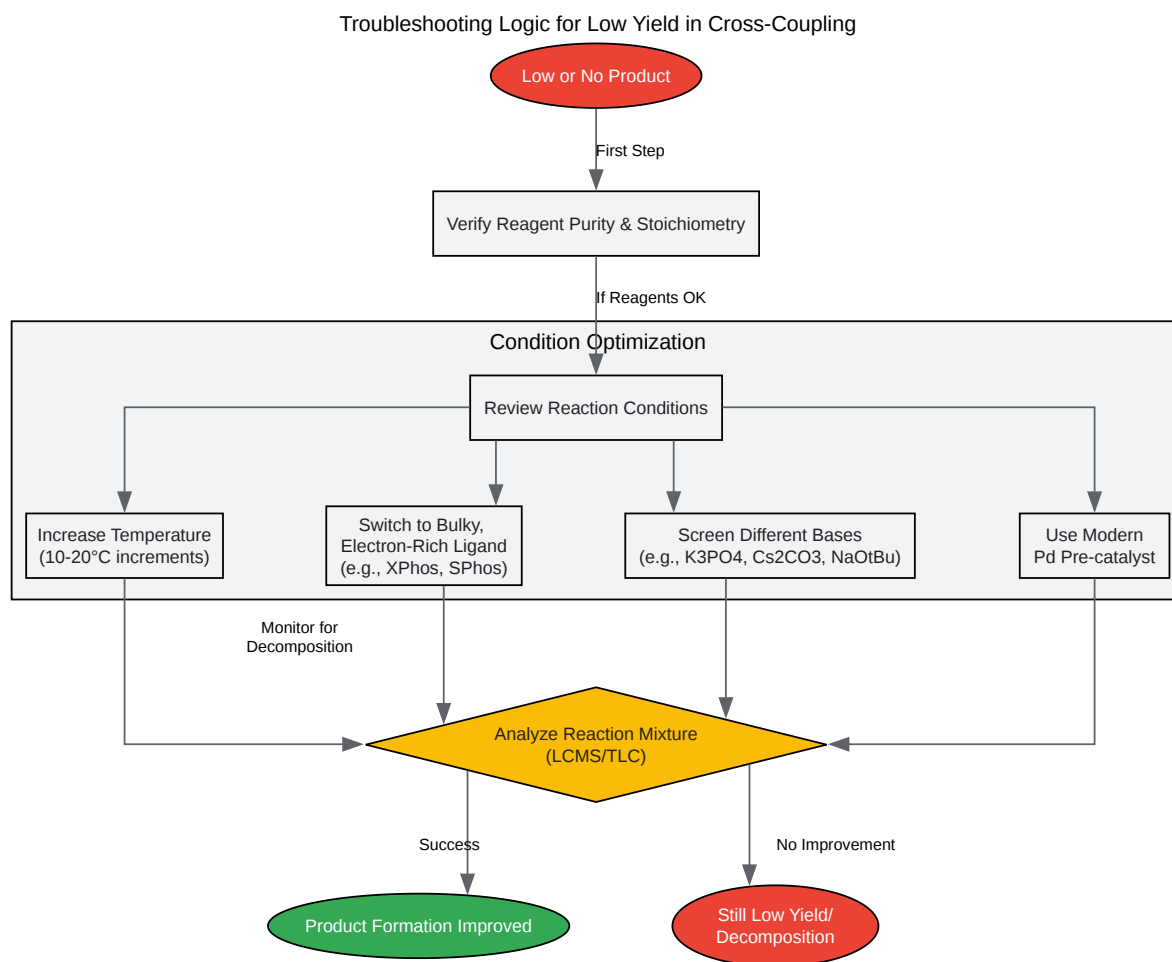 Troubleshooting Logic for Low Yield in Cross-Coupling
Low or No Product
First Step
Verify Reagent Purity & Stoichiometry
If Reagents OK
Condition Optimization
Review Reaction Conditions
Increase Temperature
(10-20°C increments)
Switch to Bulky,
Electron-Rich Ligand
(e.g., XPhos, SPhos)
Screen Different Bases
(e.g., K3PO4, Cs2CO3, NaOtBu)
Use Modern
Pd Pre-catalyst
Monitor for
Decomposition
Analyze Reaction Mixture
(LCMS/TLC)
Success
No Improvement
Product Formation Improved
Still Low Yield/
Decomposition